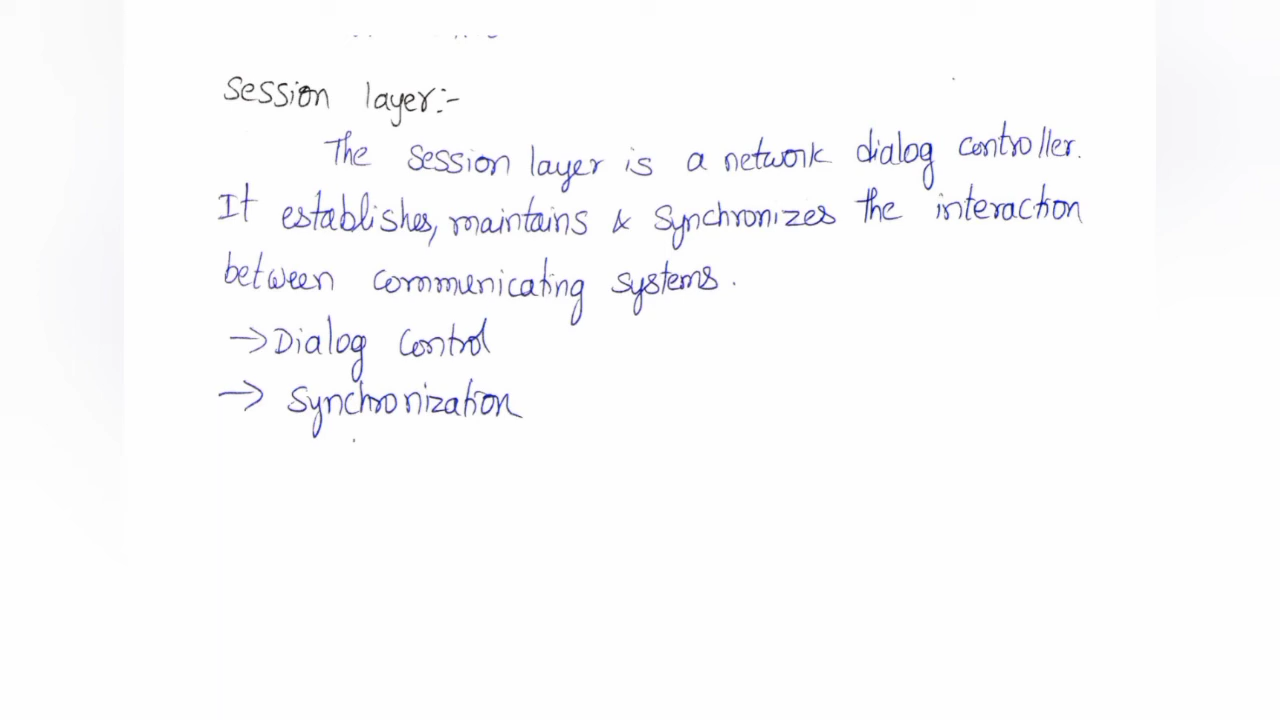 Session layer:-
The session layer is a network dialog controller.
It establishes, maintains & synchronizes the interaction
between communicating systems.
→ Dialog Control
→ Synchronization